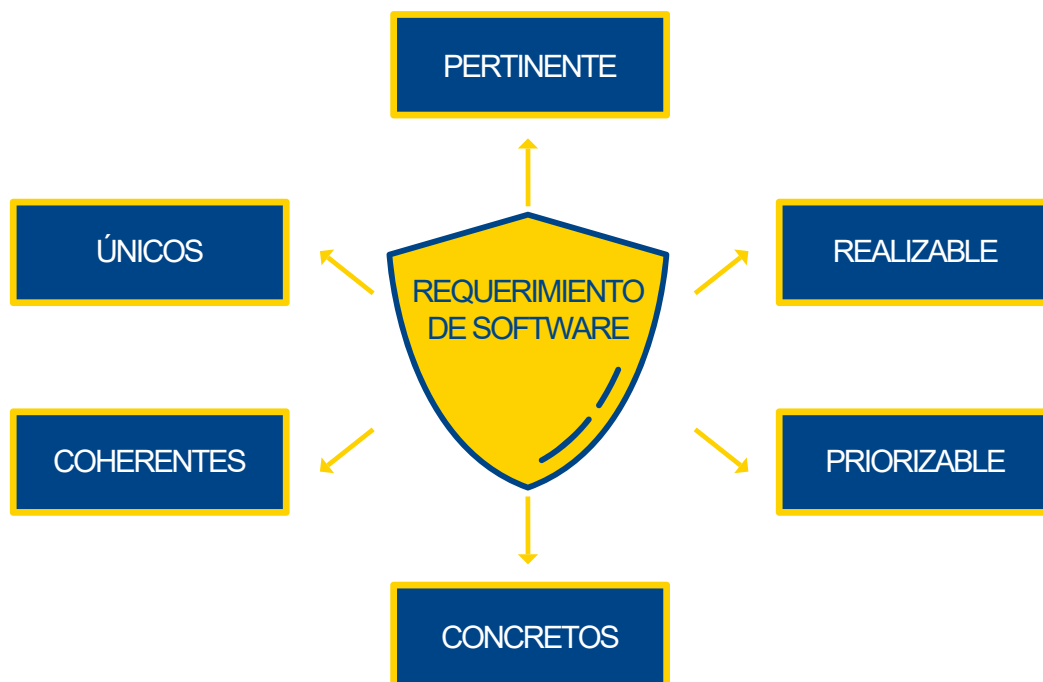 PERTINENTE
ÚNICOS
REALIZABLE
REQUERIMIENTO
DE SOFTWARE
COHERENTES
PRIORIZABLE
CONCRETOS